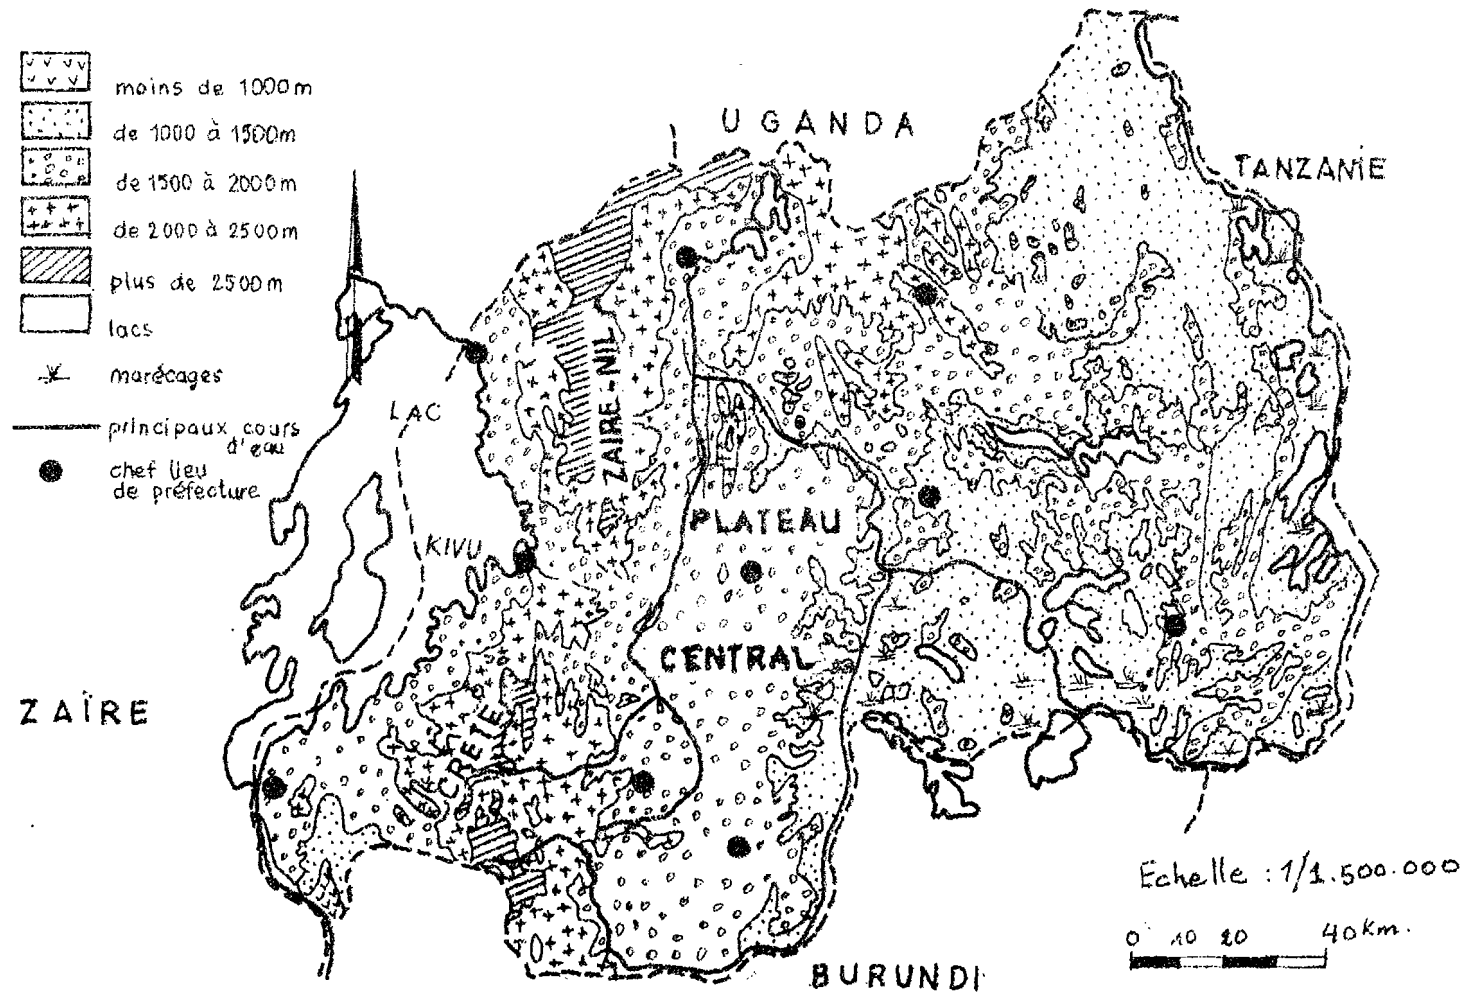 moins de 1000m
de 1000 à 1500m
de 1500 à 2000m
de 2000 à 2500m
plus de 2500m
lacs
marécages
principaux cours
d'eau
chef lieu
de préfecture
UGANDA
TANZANIE
LAC
KIVU
ZAIRE-NIL
PLATEAU
CENTRAL
CRETE
ZAÏRE
BURUNDI
Echelle : 1/1.500.000
0 10 20 40 Km.